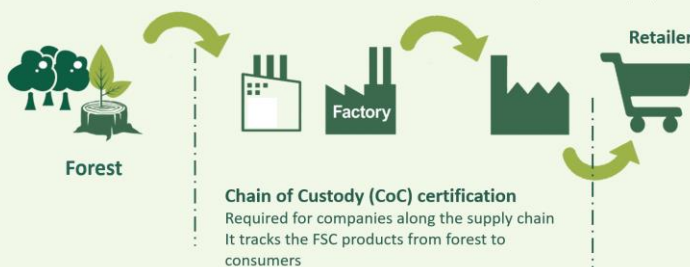 Retailer
Factory
Forest
Chain of Custody (CoC) certification
Required for companies along the supply chain
It tracks the FSC products from forest to
consumers